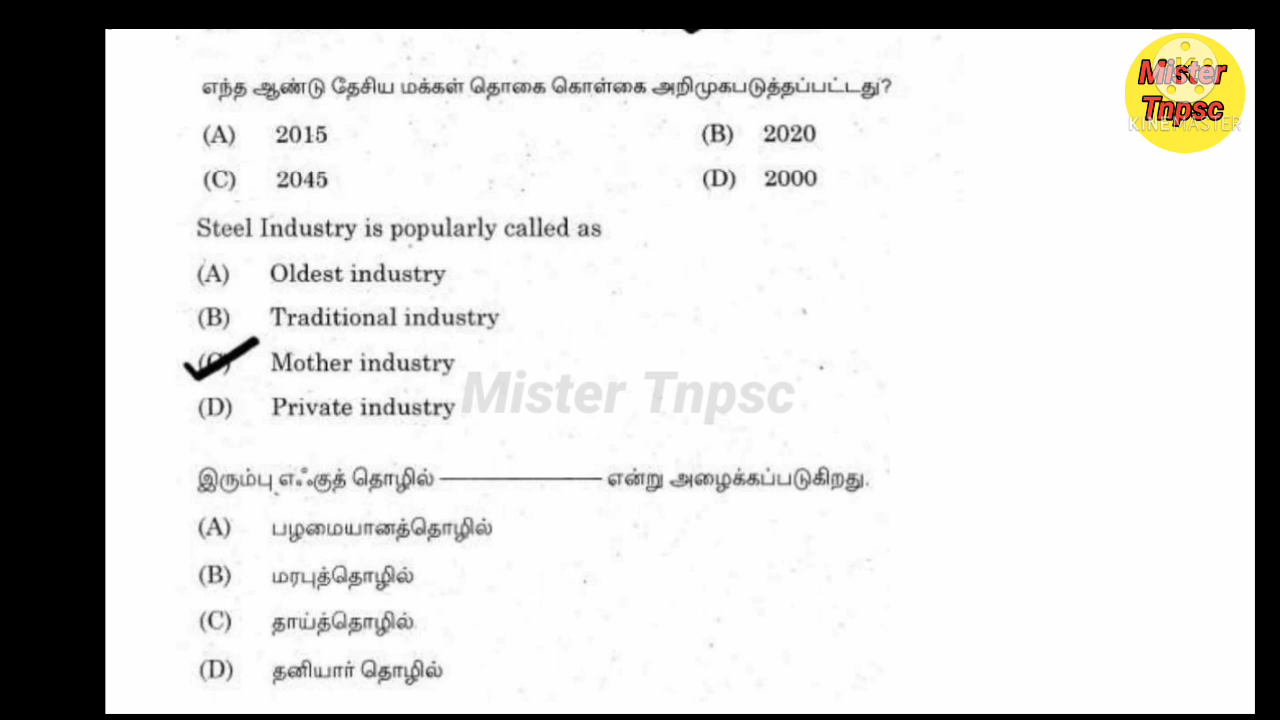 எந்த ஆண்டு தேசிய மக்கள் தொகை கொள்கை அறிமுகபடுத்தப்பட்டது?
(A) 2015 (B) 2020
(C) 2045 (D) 2000
Steel Industry is popularly called as
(A) Oldest industry
(B) Traditional industry
(C) Mother industry
(D) Private industry
இரும்பு எஃகுத் தொழில் ———— என்று அழைக்கப்படுகிறது.
(A) பழமையானத்தொழில்
(B) மரபுத்தொழில்
(C) தாய்த்தொழில்
(D) தனியார் தொழில்
Mister Tnpsc
Mister
Tnpsc
KINEMASTER